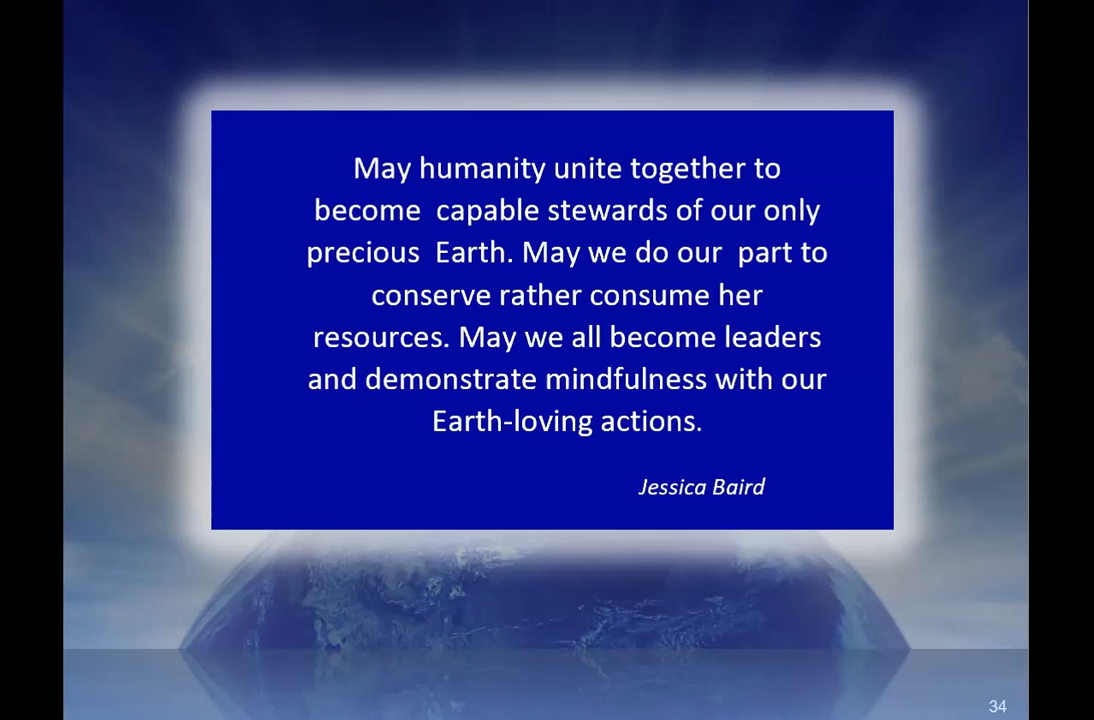 May humanity unite together to
become  capable stewards of our only
precious  Earth. May we do our  part to
conserve rather consume her
resources. May we all become leaders
and demonstrate mindfulness with our
Earth-loving actions.
Jessica Baird
34